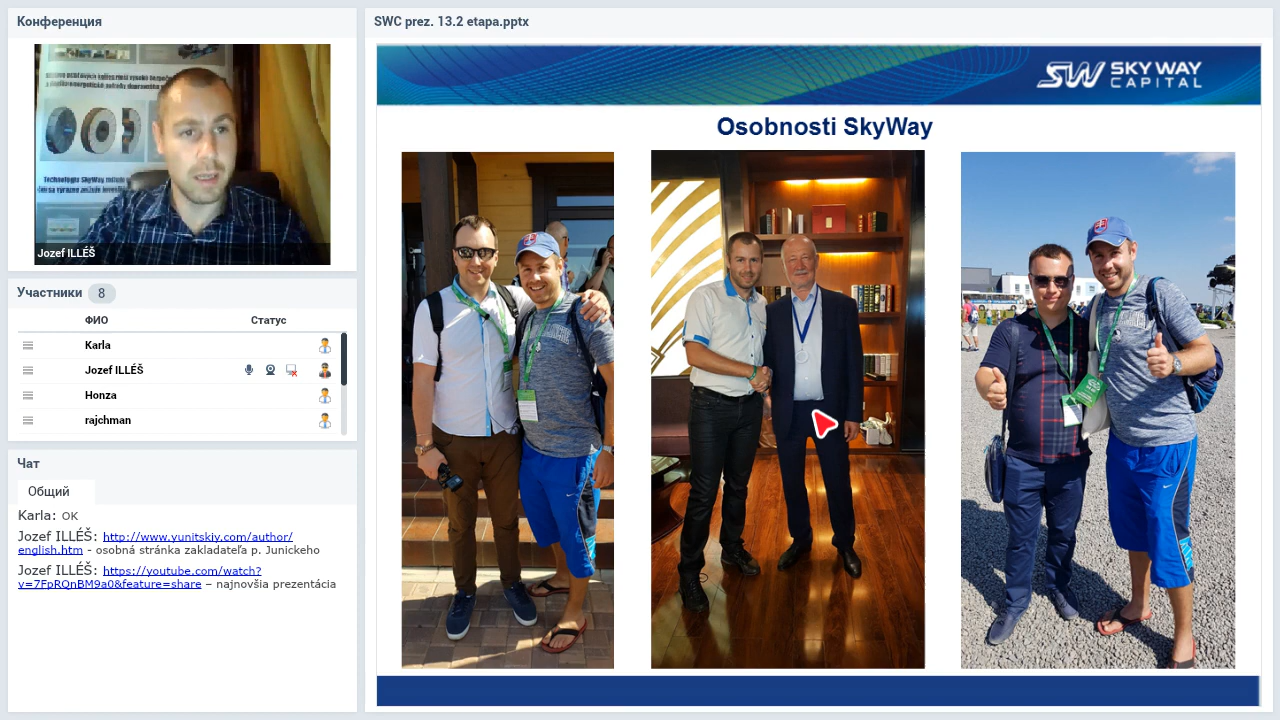 Конференция
Jozef ILLÉŠ
Участники 8
ФИО Статус
Karla
Jozef ILLÉŠ
Honza
rajchman
Чат
Общий
Karla: OK
Jozef ILLÉŠ: http://www.yunitskiy.com/author/
english.htm - osobná stránka zakladateľa p. Junickeho
Jozef ILLÉŠ: https://youtube.com/watch?
v=7FpRQnBM9a0&feature=share – najnovšia prezentácia
SWC prez. 13.2 etapa.pptx
SW SKY WAY
CAPITAL
Osobnosti SkyWay